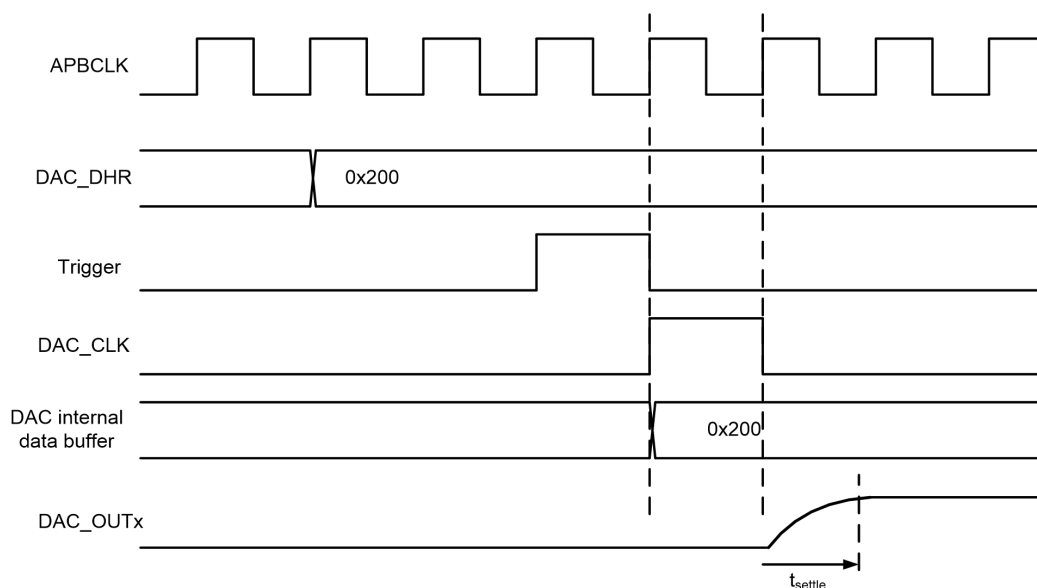 APBCLK
DAC_DHR
0x200
Trigger
DAC_CLK
DAC internal
data buffer
0x200
DAC_OUTx
tsettle